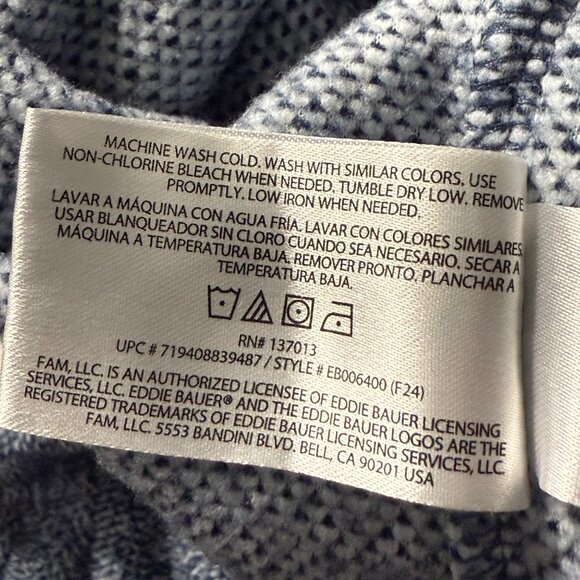 MACHINE WASH COLD. WASH WITH SIMILAR COLORS. USE
NON-CHLORINE BLEACH WHEN NEEDED. TUMBLE DRY LOW. REMOVE
PROMPTLY. LOW IRON WHEN NEEDED.
LAVAR A MÁQUINA CON AGUA FRÍA. LAVAR CON COLORES SIMILARES.
USAR BLANQUEADOR SIN CLORO CUANDO SEA NECESARIO. SECAR A
MÁQUINA A TEMPERATURA BAJA. REMOVER PRONTO. PLANCHAR A
TEMPERATURA BAJA.
RN# 137013
UPC # 719408839487 / STYLE # EB006400 (F24)
FAM, LLC. IS AN AUTHORIZED LICENSEE OF EDDIE BAUER LICENSING
SERVICES, LLC. EDDIE BAUER® AND THE EDDIE BAUER LOGOS ARE THE
REGISTERED TRADEMARKS OF EDDIE BAUER LICENSING SERVICES, LLC.
FAM, LLC. 5553 BANDINI BLVD. BELL, CA 90201 USA